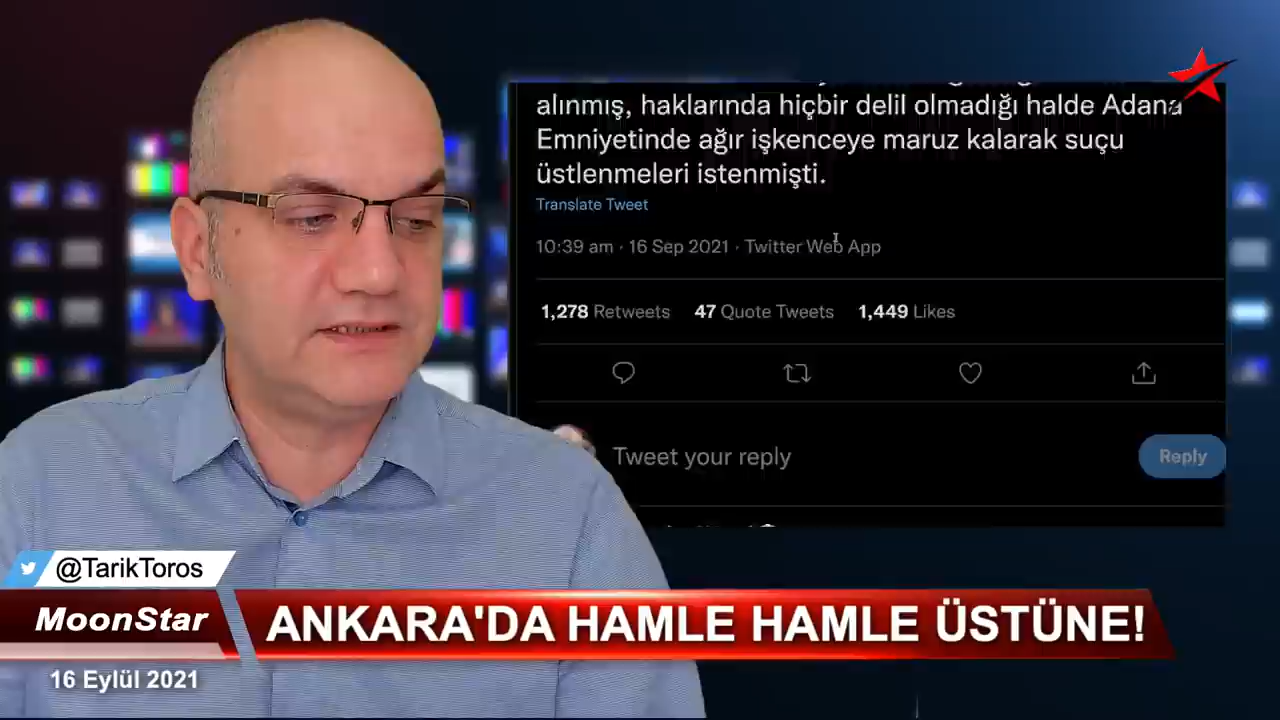 alınmış, haklarında hiçbir delil olmadığı halde Adana
Emniyetinde ağır işkenceye maruz kalarak suçu
üstlenmeleri istenmişti.
Translate Tweet
10:39 am · 16 Sep 2021 · Twitter Web App
1,278 Retweets 47 Quote Tweets 1,449 Likes
Tweet your reply
Reply
@TarikToros
MoonStar
ANKARA'DA HAMLE HAMLE ÜSTÜNE!
16 Eylül 2021